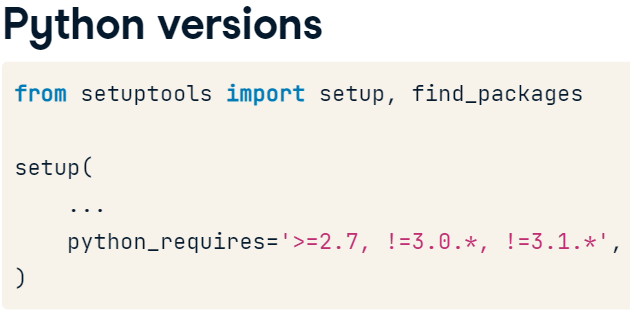 Python versions
from setuptools import setup, find_packages
setup(
...
python_requires='>=2.7, !=3.0.*, !=3.1.*',
)